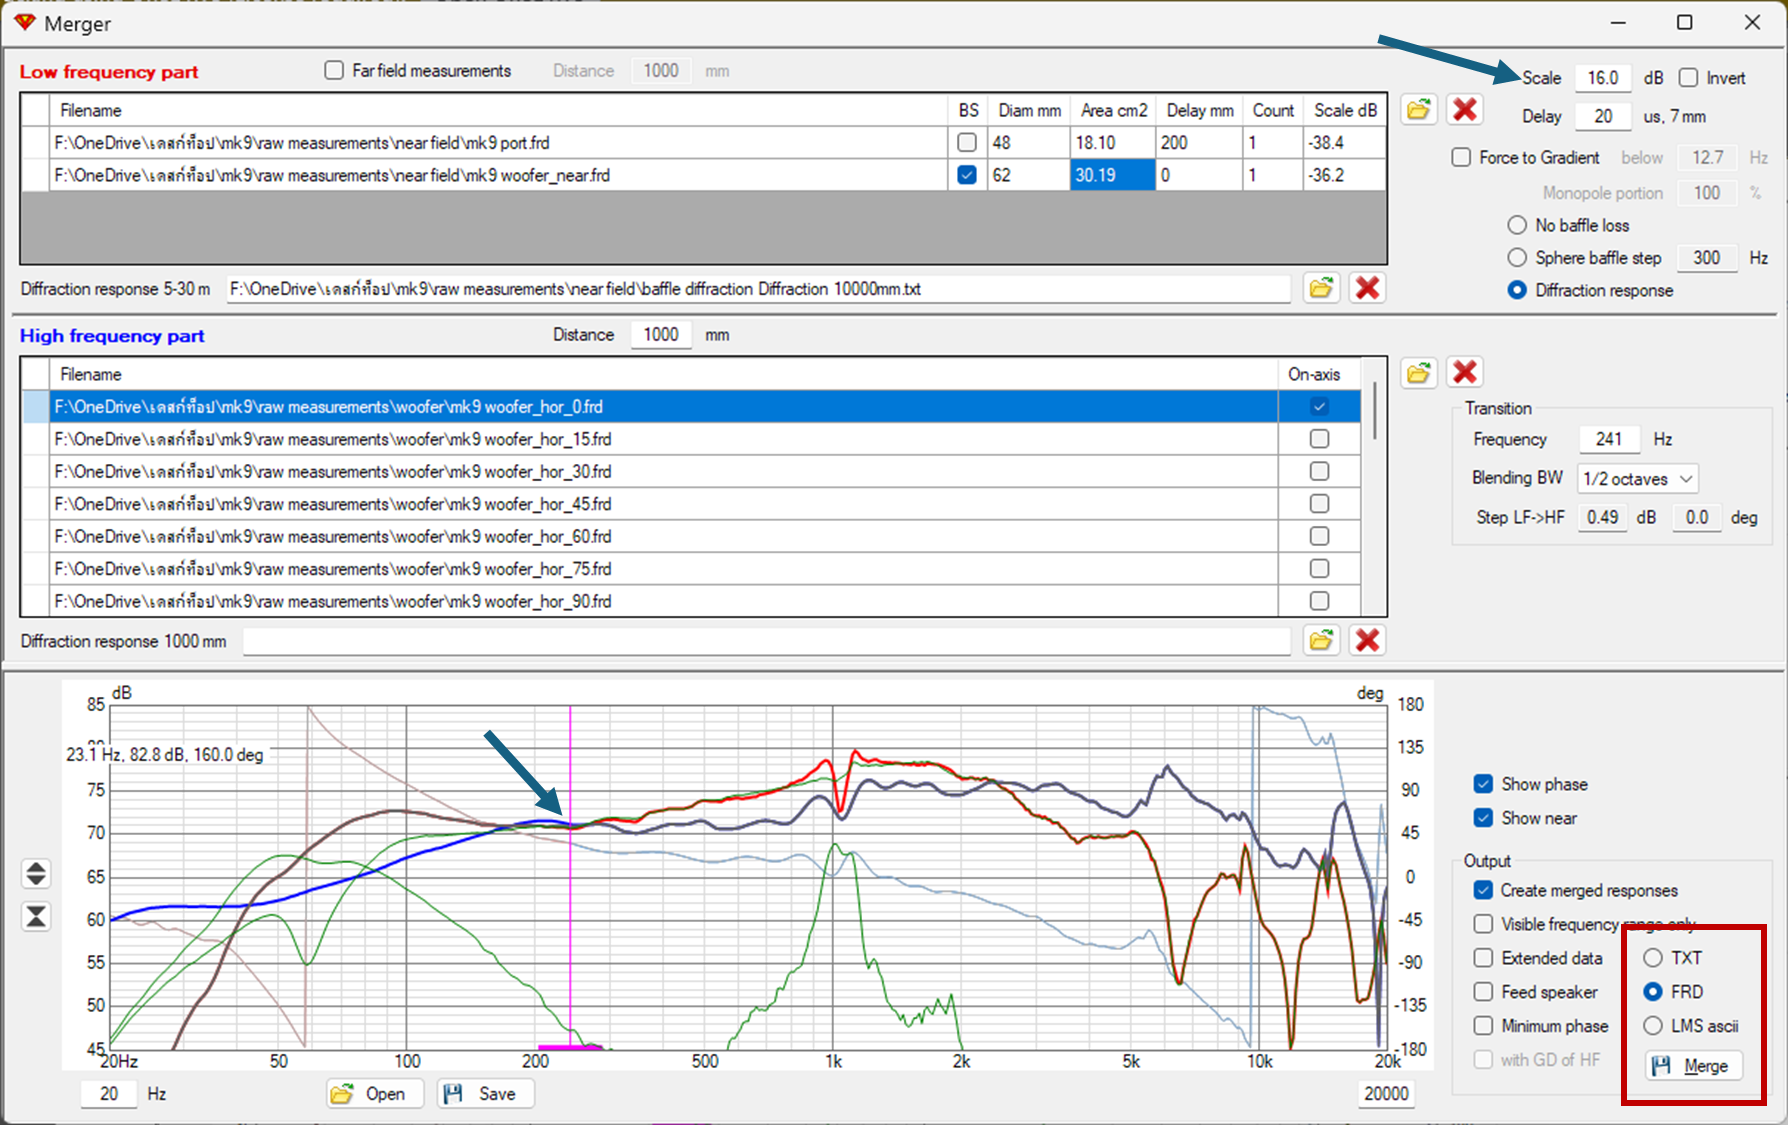 Merger
Low frequency part
Far field measurements
Distance 1000 mm
Scale 16.0 dB Invert
Filename BS Diam mm Area cm2 Delay mm Count Scale dB
F:\OneDrive\เดสก์ท็อป\mk9\raw measurements\near field\mk9 port.frd 48 18.10 200 1 -38.4
F:\OneDrive\เดสก์ท็อป\mk9\raw measurements\near field\mk9 woofer_near.frd 62 30.19 0 1 -36.2
Delay 20 us, 7 mm
Force to Gradient below 12.7 Hz
Monopole portion 100 %
No baffle loss
Sphere baffle step 300 Hz
Diffraction response
Diffraction response 5-30 m F:\OneDrive\เดสก์ท็อป\mk9\raw measurements\near field\baffle diffraction Diffraction 10000mm.txt
High frequency part
Distance 1000 mm
Filename On-axis
F:\OneDrive\เดสก์ท็อป\mk9\raw measurements\woofer\mk9 woofer_hor_0.frd
F:\OneDrive\เดสก์ท็อป\mk9\raw measurements\woofer\mk9 woofer_hor_15.frd
F:\OneDrive\เดสก์ท็อป\mk9\raw measurements\woofer\mk9 woofer_hor_30.frd
F:\OneDrive\เดสก์ท็อป\mk9\raw measurements\woofer\mk9 woofer_hor_45.frd
F:\OneDrive\เดสก์ท็อป\mk9\raw measurements\woofer\mk9 woofer_hor_60.frd
F:\OneDrive\เดสก์ท็อป\mk9\raw measurements\woofer\mk9 woofer_hor_75.frd
F:\OneDrive\เดสก์ท็อป\mk9\raw measurements\woofer\mk9 woofer_hor_90.frd
Transition
Frequency 241 Hz
Blending BW 1/2 octaves
Step LF->HF 0.49 dB 0.0 deg
Diffraction response 1000 mm
dB deg
85 180
135
23.1 Hz, 82.8 dB, 160.0 deg
75 90
70 45
65 0
60 -45
55 -90
50 -135
45 -180
20Hz 50 100 200 500 1k 2k 5k 10k 20k
20 Hz
Open
Save
20000
Show phase
Show near
Output
Create merged responses
Visible frequency range only
Extended data
Feed speaker
Minimum phase
with GD of HF
TXT
FRD
LMS ascii
Merge